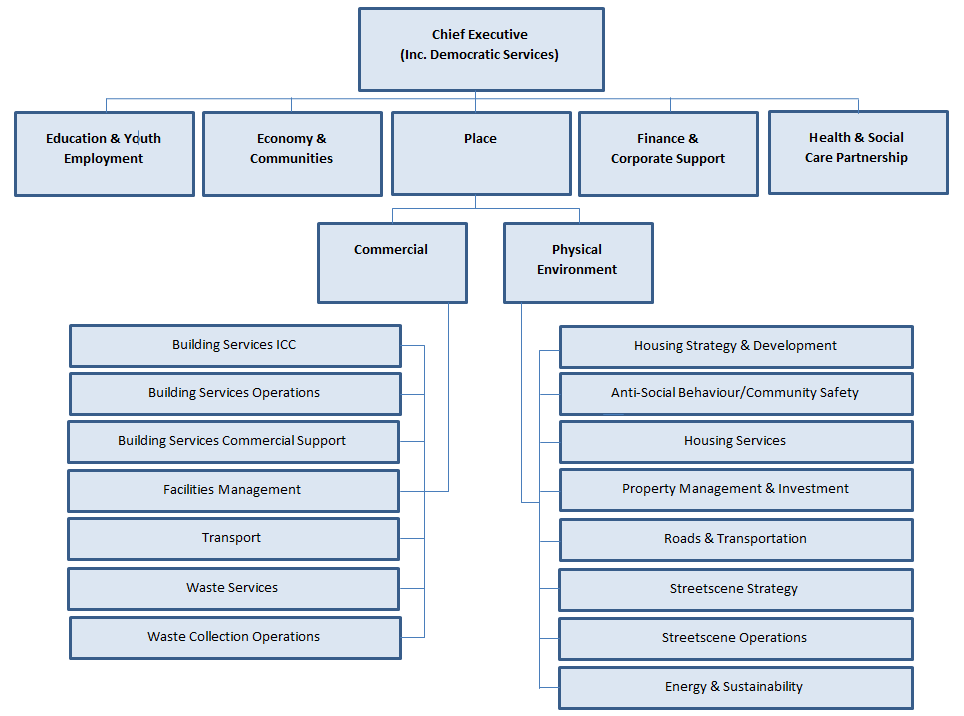 Chief Executive
(Inc. Democratic Services)
Education & Youth
Employment
Economy &
Communities
Place
Finance &
Corporate Support
Health & Social
Care Partnership
Commercial
Physical
Environment
Building Services ICC
Building Services Operations
Building Services Commercial Support
Facilities Management
Transport
Waste Services
Waste Collection Operations
Housing Strategy & Development
Anti-Social Behaviour/Community Safety
Housing Services
Property Management & Investment
Roads & Transportation
Streetscene Strategy
Streetscene Operations
Energy & Sustainability